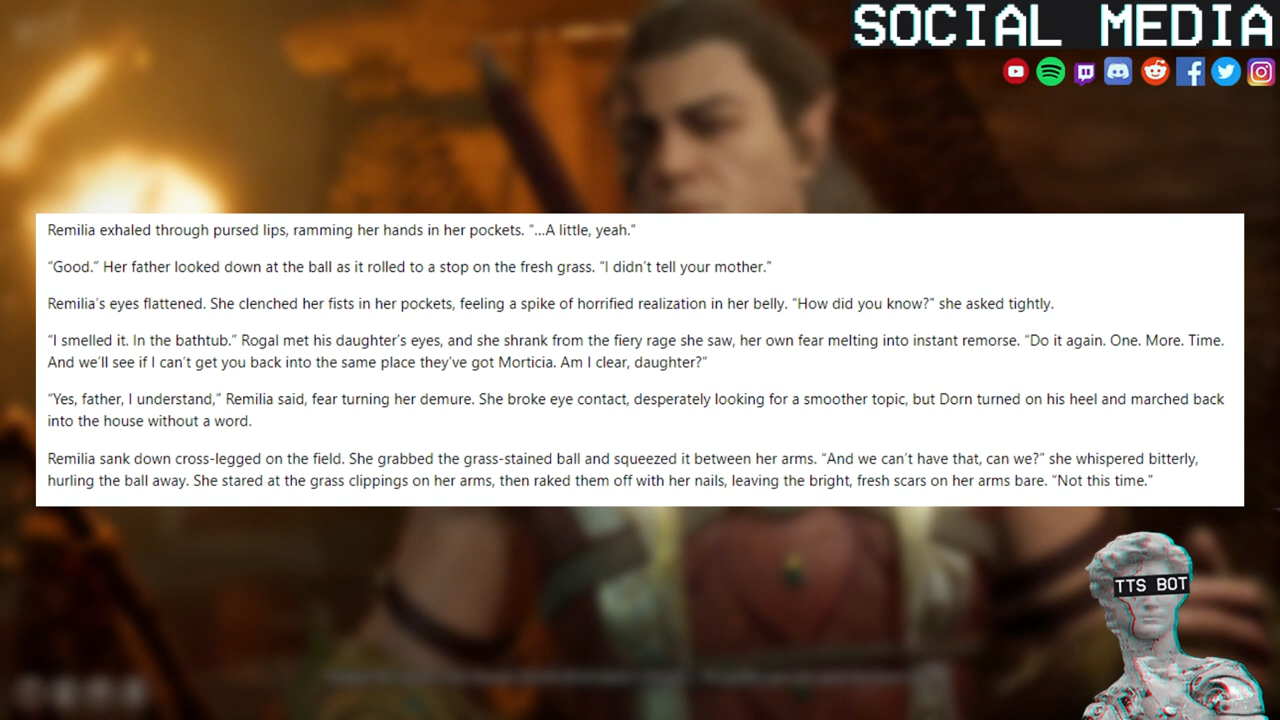 SOCIAL MEDIA
Remilia exhaled through pursed lips, ramming her hands in her pockets. “...A little, yeah.”
“Good.” Her father looked down at the ball as it rolled to a stop on the fresh grass. “I didn’t tell your mother.”
Remilia’s eyes flattened. She clenched her fists in her pockets, feeling a spike of horrified realization in her belly. “How did you know?” she asked tightly.
“I smelled it. In the bathtub.” Rogal met his daughter’s eyes, and she shrank from the fiery rage she saw, her own fear melting into instant remorse. “Do it again. One. More. Time.
And we’ll see if I can’t get you back into the same place they’ve got Morticia. Am I clear, daughter?”
“Yes, father, I understand,” Remilia said, fear turning her demure. She broke eye contact, desperately looking for a smoother topic, but Dorn turned on his heel and marched back
into the house without a word.
Remilia sank down cross-legged on the field. She grabbed the grass-stained ball and squeezed it between her arms. “And we can’t have that, can we?” she whispered bitterly,
hurling the ball away. She stared at the grass clippings on her arms, then raked them off with her nails, leaving the bright, fresh scars on her arms bare. “Not this time.”
TTS BOT